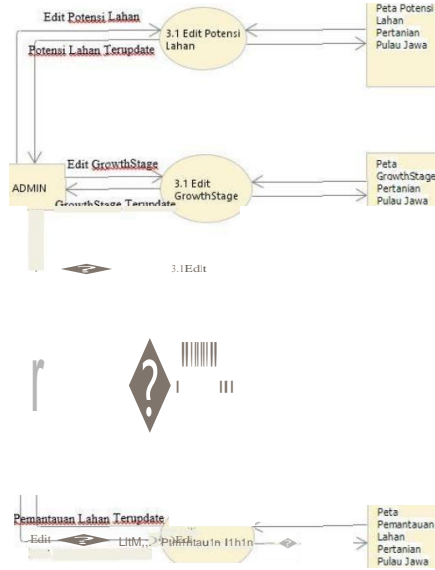 Edit Potensi Lahan
Potensi Lahan Terupdate
3.1 Edit Potensi
Lahan
Peta Potensi
Lahan
Pertanian
Pulau Jawa
Edit GrowthStage
ADMIN
GrowthStage Terupdate
3.1 Edit
GrowthStage
Peta
GrowthStage
Pertanian
Pulau Jawa
3.1Edit
Pemantauan Lahan Terupdate
Edit
Peta
Pemantauan
Lahan
Pertanian
Pulau Jawa